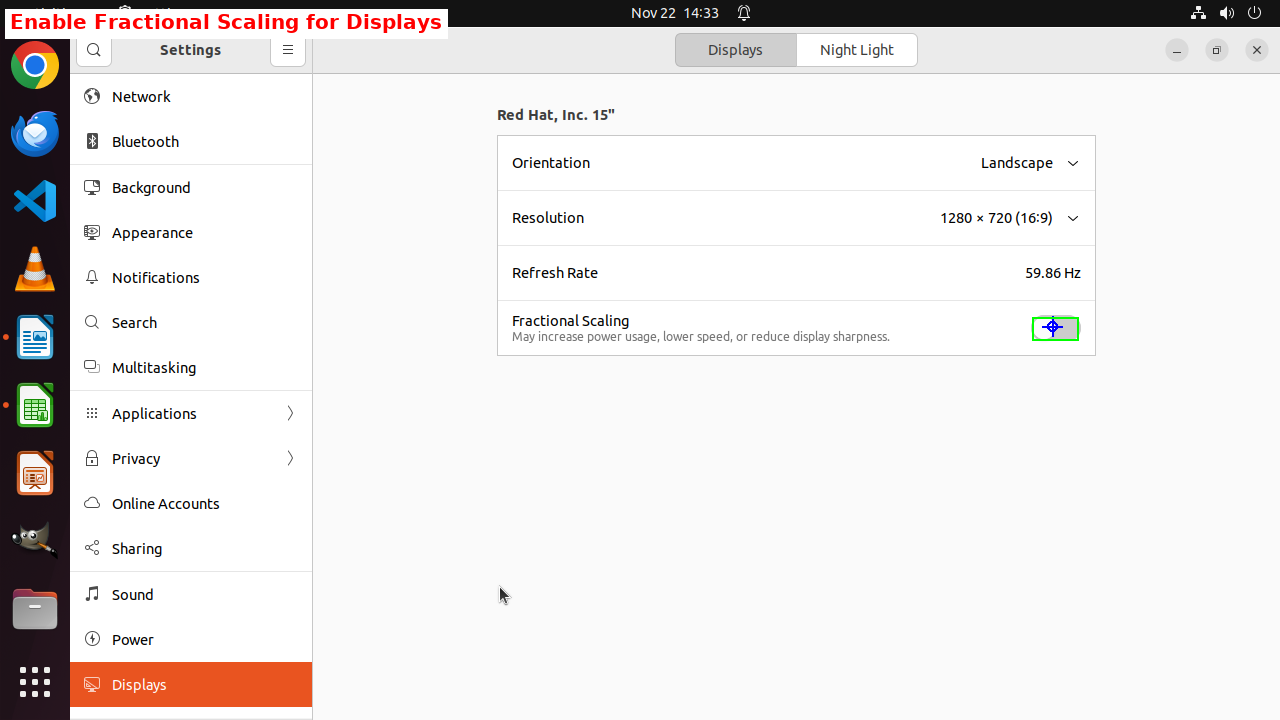 Enable Fractional Scaling for Displays
Nov 22 14:33
Settings
Displays
Night Light
Network
Bluetooth
Background
Appearance
Notifications
Search
Multitasking
Applications
Privacy
Online Accounts
Sharing
Sound
Power
Displays
Red Hat, Inc. 15"
Orientation
Landscape
Resolution
1280 × 720 (16:9)
Refresh Rate
59.86 Hz
Fractional Scaling
May increase power usage, lower speed, or reduce display sharpness.